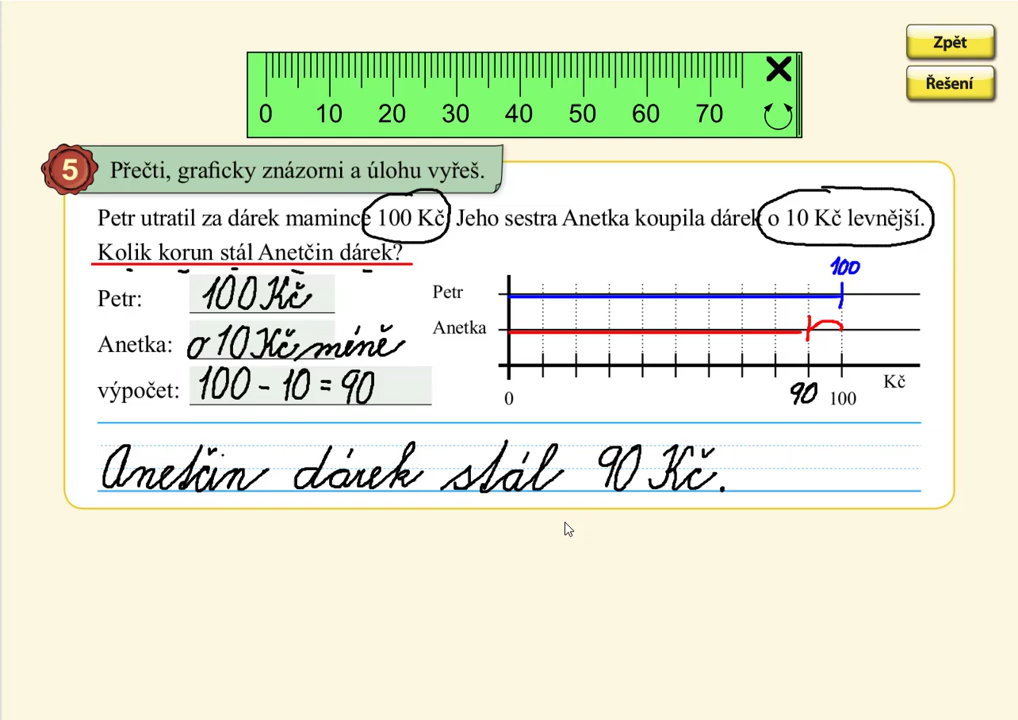 Zpět
Řešení
0 10 20 30 40 50 60 70
5 Přečti, graficky znázorni a úlohu vyřeš.
Petr utratil za dárek mamince 100 Kč. Jeho sestra Anetka koupila dárek o 10 Kč levnější.
Kolik korun stál Anetčin dárek?
Petr: 100 Kč
Anetka: o 10 Kč méně
výpočet: 100 - 10 = 90
100
Petr
Anetka
0 90 100 Kč
Anetčin dárek stál 90 Kč.